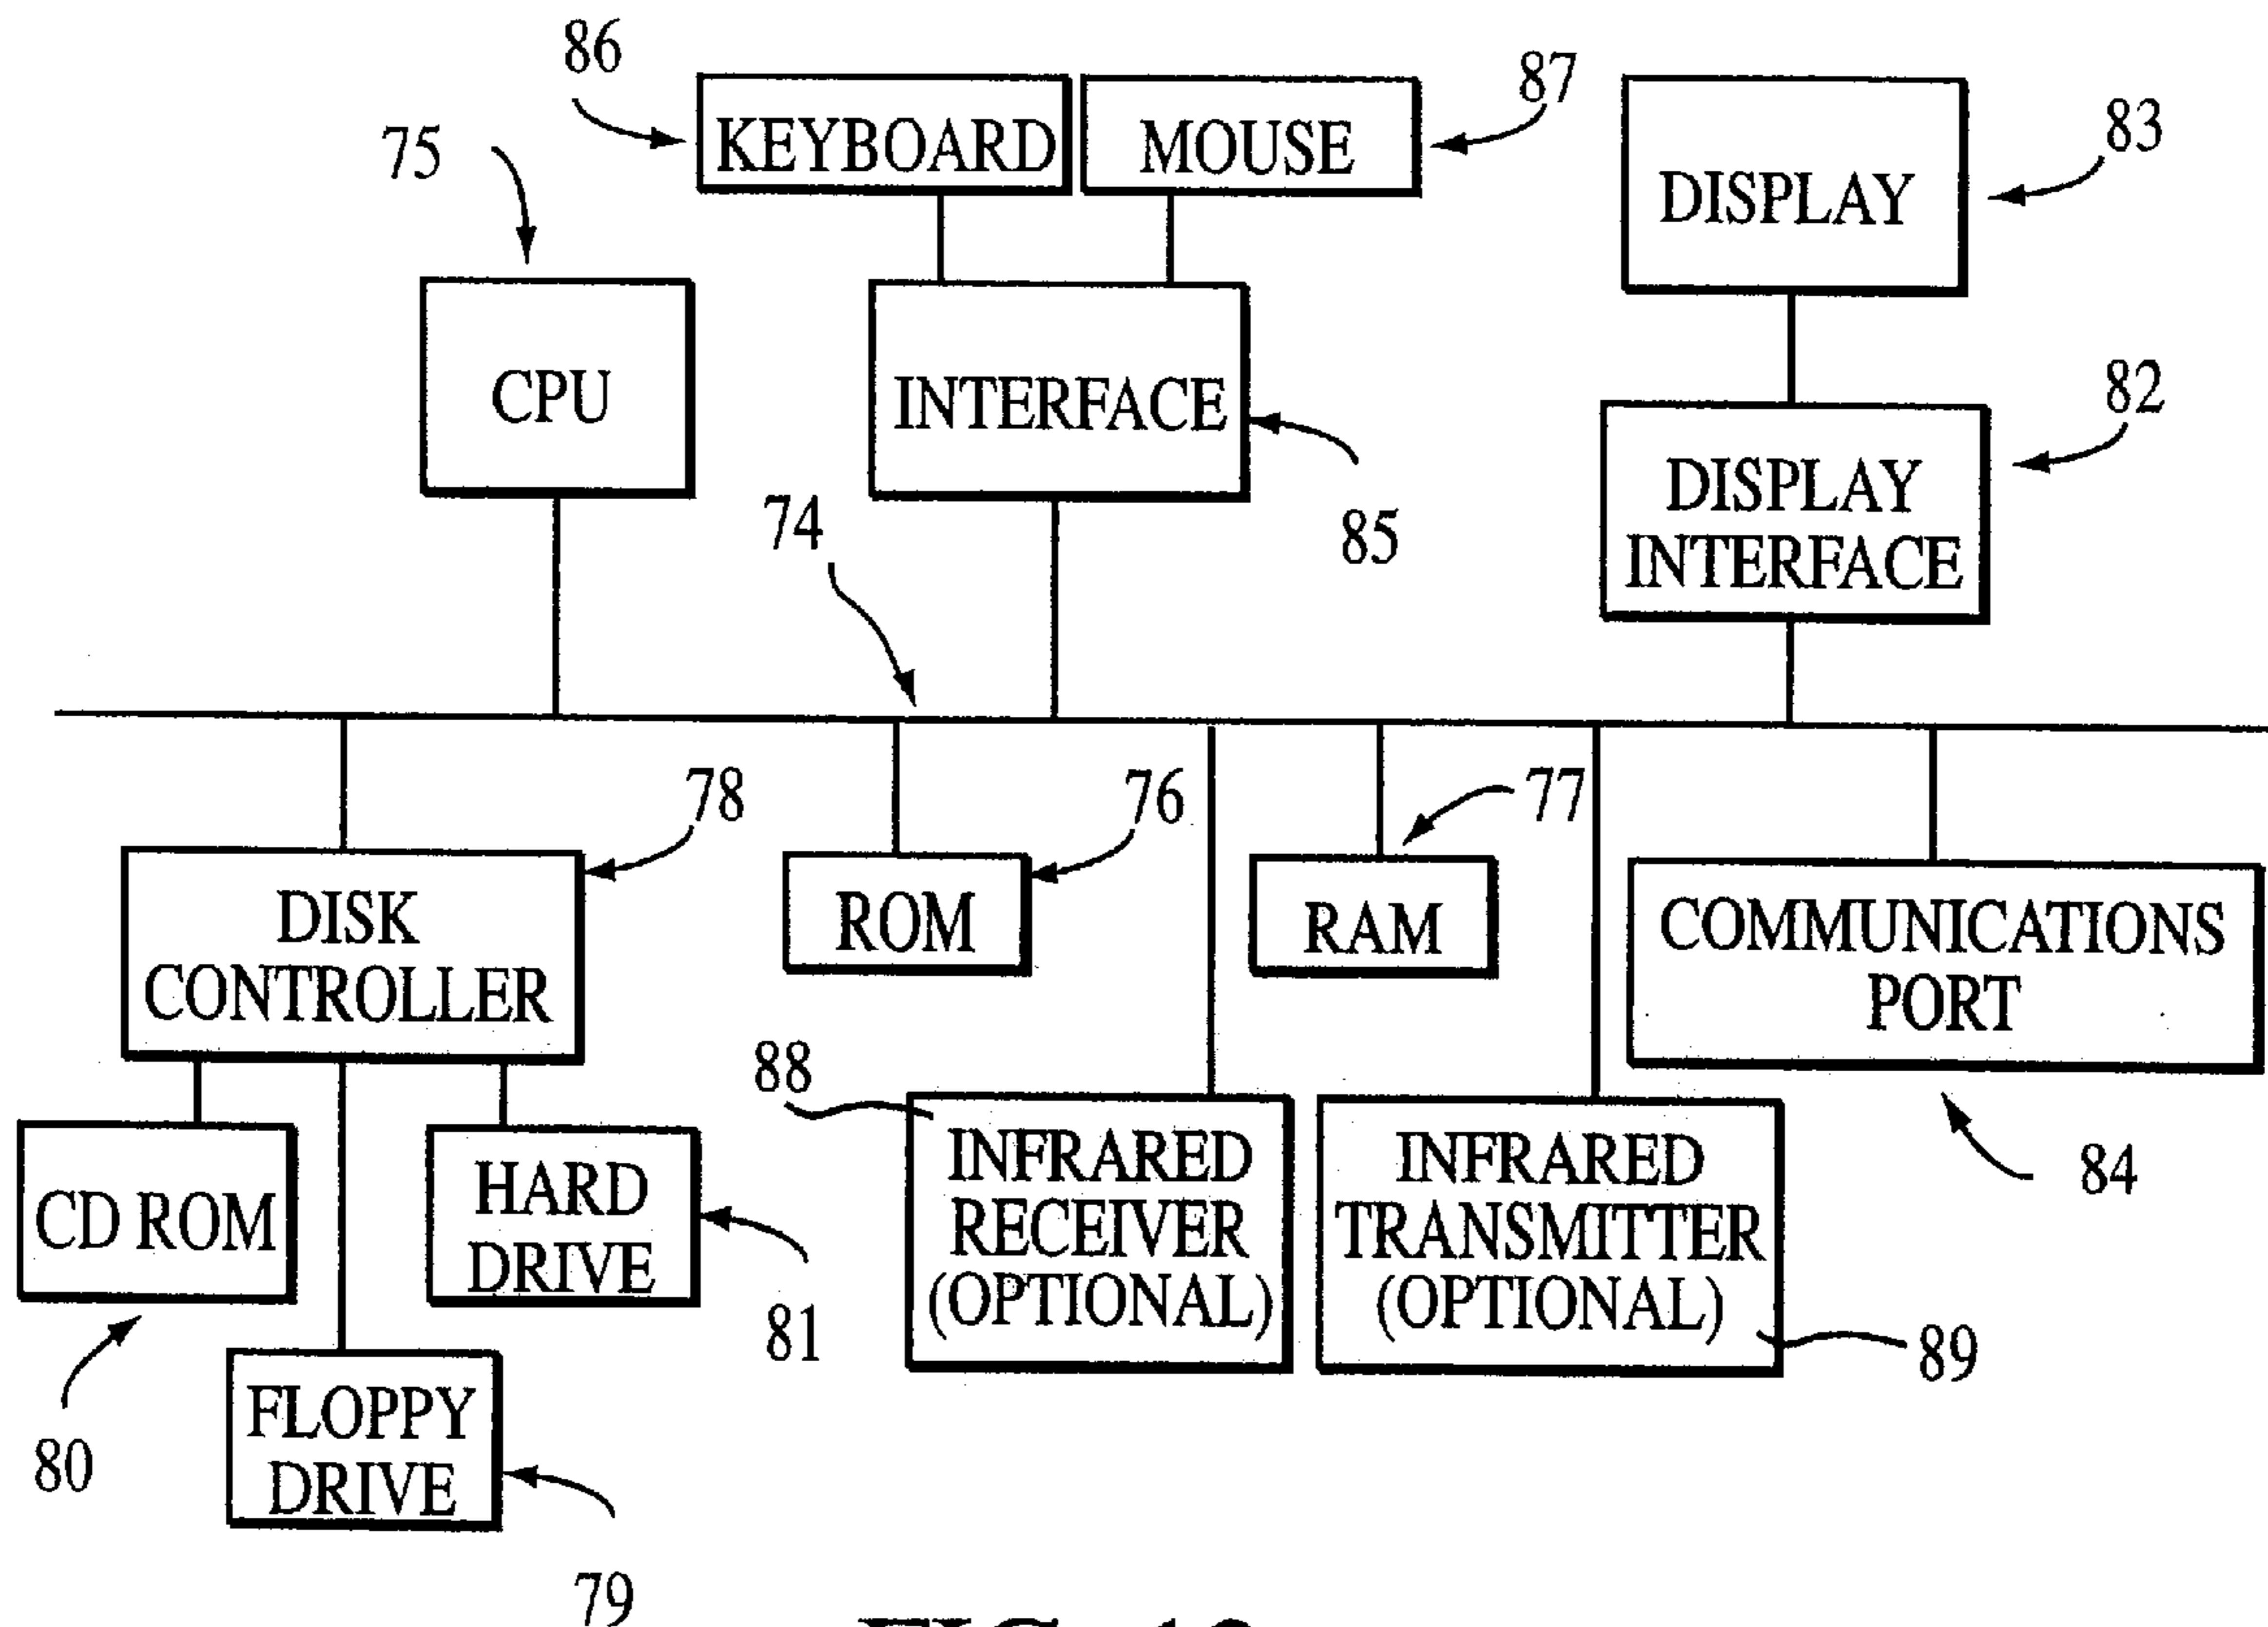 86
KEYBOARD
MOUSE
87
75
83
DISPLAY
CPU
INTERFACE
82
DISPLAY
INTERFACE
74
85
78
76
77
DISK
CONTROLLER
ROM
RAM
COMMUNICATIONS
PORT
88
CD ROM
HARD
DRIVE
INFRARED
RECEIVER
(OPTIONAL)
INFRARED
TRANSMITTER
(OPTIONAL)
84
81
89
80
FLOPPY
DRIVE
79